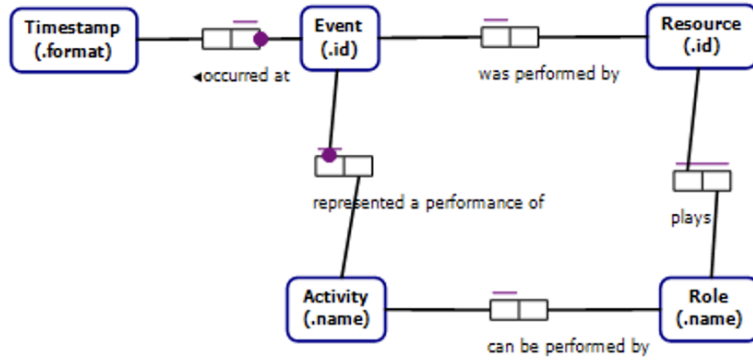 Timestamp
(.format)
Event
(.id)
Resource
(.id)
◄occurred at
was performed by
represented a performance of
plays
Activity
(.name)
Role
(.name)
can be performed by